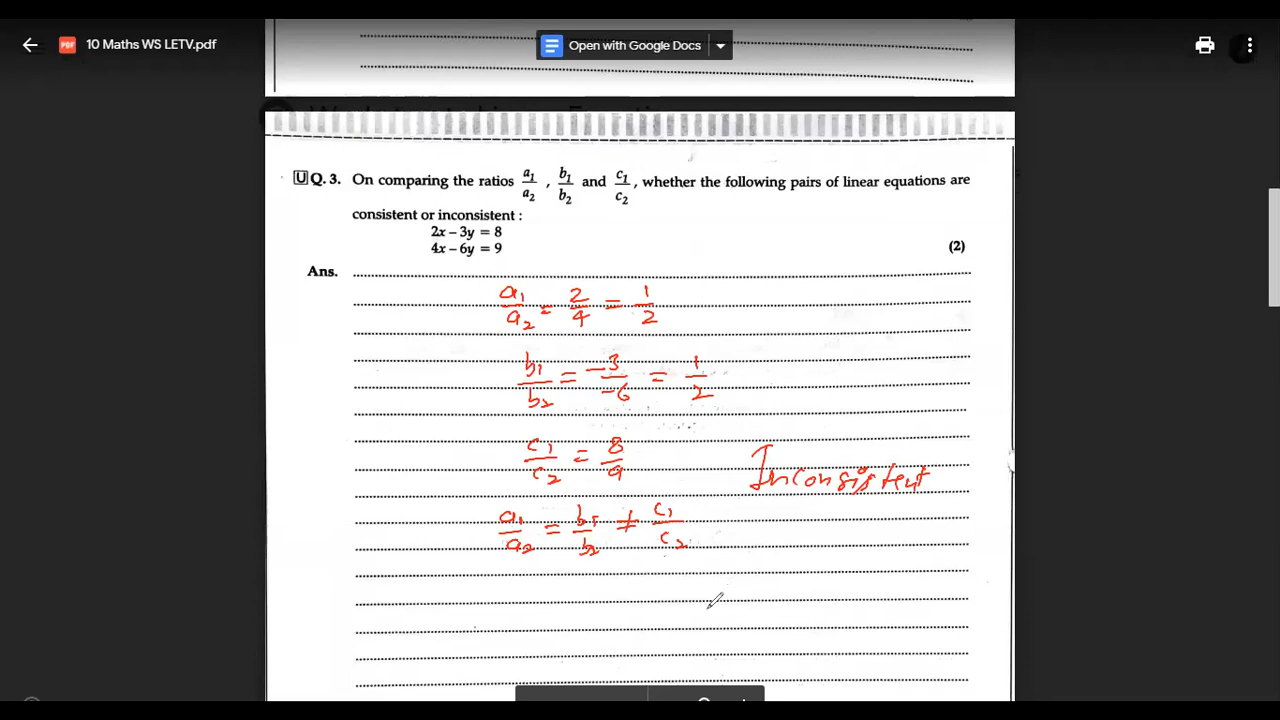 10 Maths WS LETV.pdf
PDF
Open with Google Docs
U Q. 3. On comparing the ratios a1/a2 , b1/b2 and c1/c2, whether the following pairs of linear equations are
consistent or inconsistent :
2x – 3y = 8
4x – 6y = 9 (2)
Ans.
a1/a2 = 2/4 = 1/2
b1/b2 = -3/-6 = 1/2
c1/c2 = 8/9
Inconsistent
a1/a2 = b1/b2 ≠ c1/c2